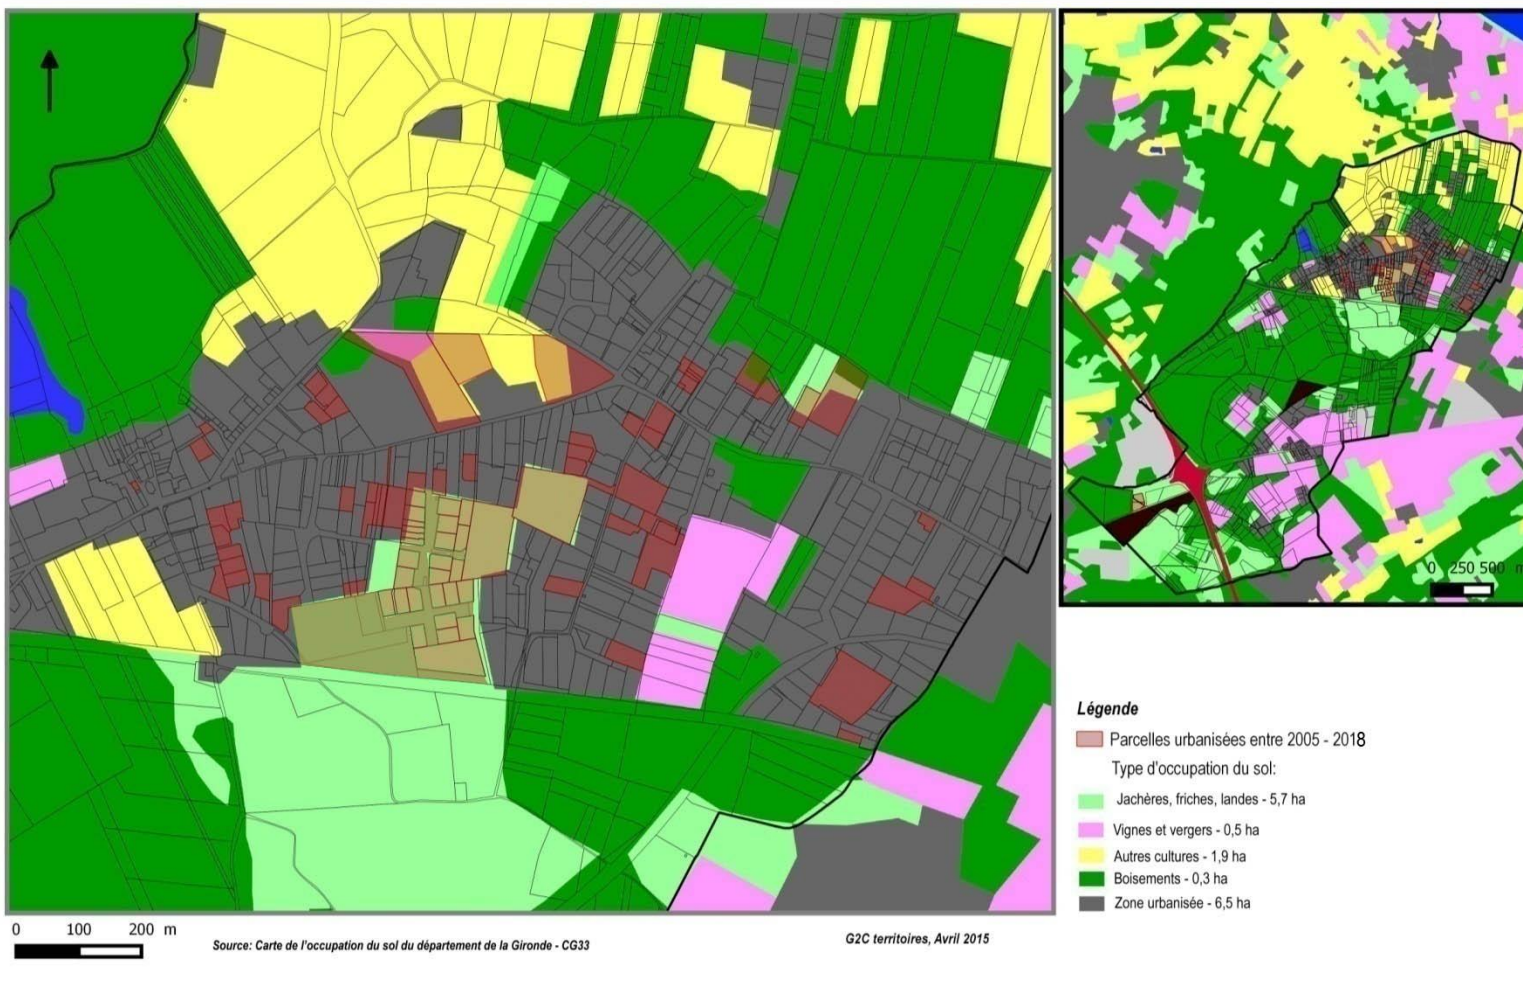 0 250 500 m
Légende
Parcelles urbanisées entre 2005 - 2018
Type d'occupation du sol:
Jachères, friches, landes - 5,7 ha
Vignes et vergers - 0,5 ha
Autres cultures - 1,9 ha
Boisements - 0,3 ha
Zone urbanisée - 6,5 ha
0 100 200 m
Source: Carte de l'occupation du sol du département de la Gironde - CG33
G2C territoires, Avril 2015